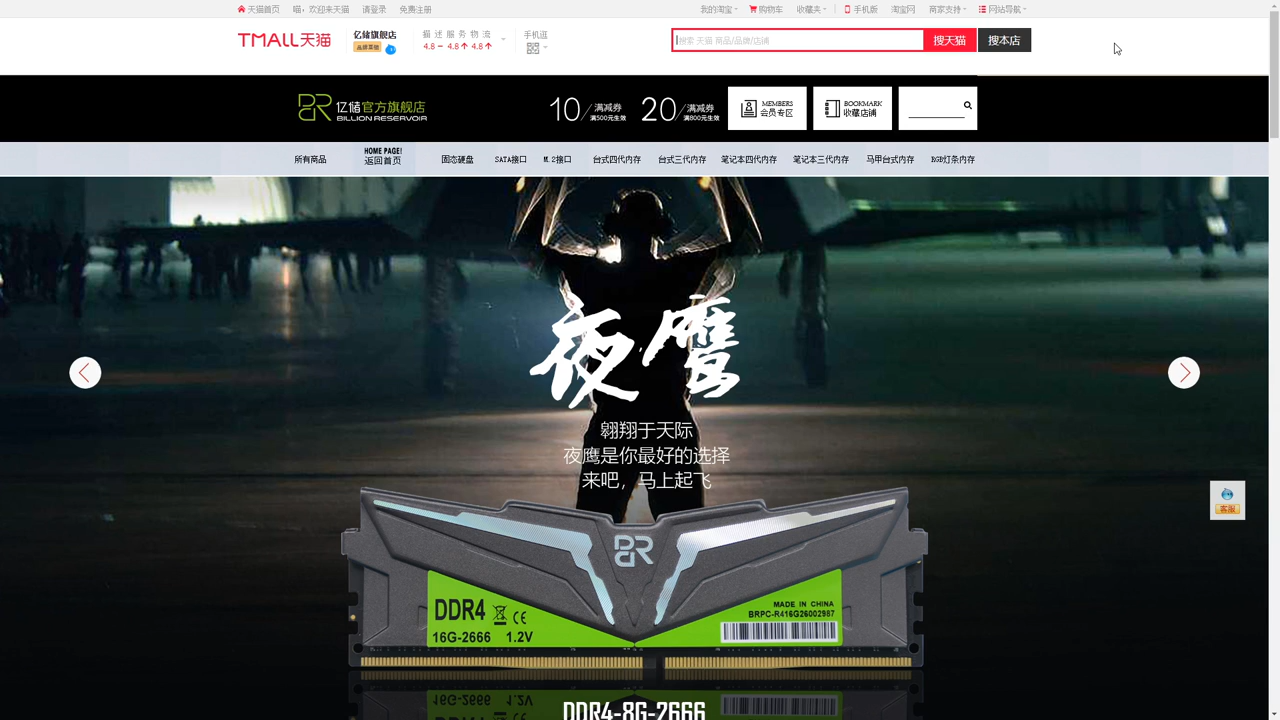 天猫首页 喵，欢迎来天猫 请登录 免费注册 我的淘宝 购物车 收藏夹 手机版 淘宝网 商家支持 网站导航
TMALL天猫 亿储旗舰店 描 述 服 务 物 流 手机逛
4.8 4.8 4.8
搜索 天猫 商品/品牌/店铺 搜天猫 搜本店
亿储官方旗舰店
BILLION RESERVOIR
10 满减券 满500元生效
20 满减券 满800元生效
MEMBERS
会员专区
BOOKMARK
收藏店铺
HOME PAGE!
所有商品 返回首页 固态硬盘 SATA接口 M.2接口 台式四代内存 台式三代内存 笔记本四代内存 笔记本三代内存 马甲台式内存 RGB灯条内存
夜鹰
翱翔于天际
夜鹰是你最好的选择
来吧，马上起飞
客服
DDR4 CE
16G-2666 1.2V
MADE IN CHINA
BRPC-R416G26002987
DDR4-8G-2666